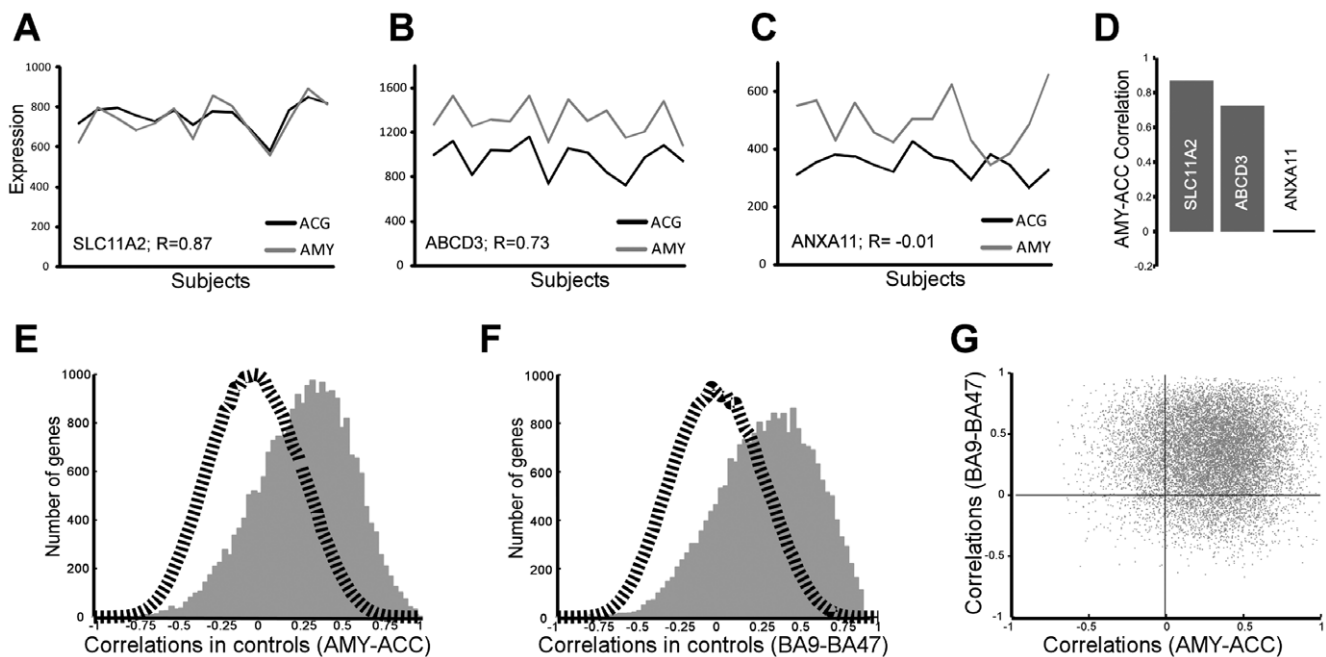 A
B
C
D
1000
800
600
400
200
0
Expression
SLC11A2; R=0.87
ACG
AMY
Subjects
1600
1200
800
400
0
ABCD3; R=0.73
ACG
AMY
Subjects
600
400
200
0
ANXA11; R= -0.01
ACG
AMY
Subjects
AMY-ACC Correlation
1
0.8
0.6
0.4
0.2
0
-0.2
SLC11A2
ABCD3
ANXA11
E
F
G
Number of genes
1000
800
600
400
200
0
-1 -0.75 -0.5 -0.25 0 0.25 0.5 0.75 1
Correlations in controls (AMY-ACC)
Number of genes
1000
800
600
400
200
0
-1 -0.75 -0.5 -0.25 0 0.25 0.50 0.75 1
Correlations in controls (BA9-BA47)
Correlations (BA9-BA47)
1
0.5
0
-0.5
-1
-1 -0.5 0 0.5 1
Correlations (AMY-ACC)